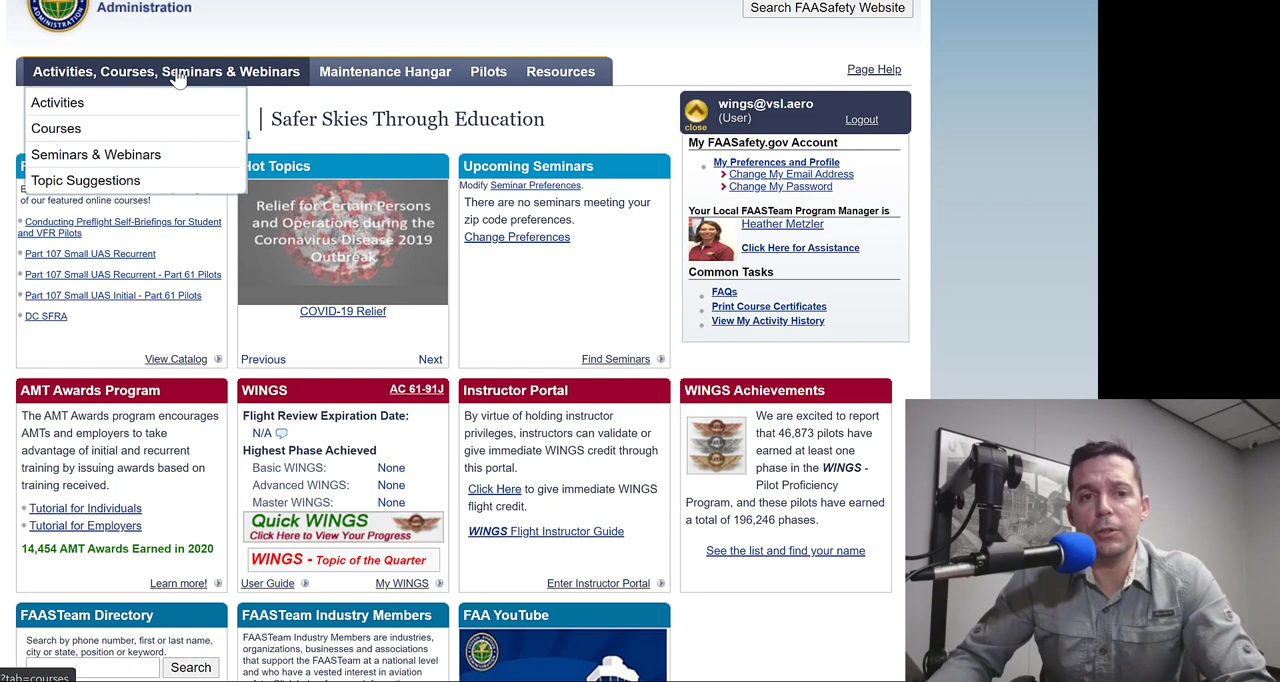 Administration
ADMINISTRATION
Search FAASafety Website
Activities, Courses, Seminars & Webinars
Maintenance Hangar
Pilots
Resources
Page Help
Activities
Courses
Seminars & Webinars
Topic Suggestions
Safer Skies Through Education
wings@vsl.aero
(User)
Logout
close
My FAASafety.gov Account
My Preferences and Profile
Change My Email Address
Change My Password
Your Local FAASTeam Program Manager is
Heather Metzler
Click Here for Assistance
Common Tasks
FAQs
Print Course Certificates
View My Activity History
of our featured online courses!
Conducting Preflight Self-Briefings for Student
and VFR Pilots
Part 107 Small UAS Recurrent
Part 107 Small UAS Recurrent - Part 61 Pilots
Part 107 Small UAS Initial - Part 61 Pilots
DC SFRA
View Catalog
Hot Topics
Relief for Certain Persons
and Operations during the
Coronavirus Disease 2019
Outbreak
COVID-19 Relief
Previous
Next
Upcoming Seminars
Modify Seminar Preferences.
There are no seminars meeting your
zip code preferences.
Change Preferences
Find Seminars
AMT Awards Program
The AMT Awards program encourages
AMTs and employers to take
advantage of initial and recurrent
training by issuing awards based on
training received.
Tutorial for Individuals
Tutorial for Employers
14,454 AMT Awards Earned in 2020
Learn more!
WINGS
AC 61-91J
Flight Review Expiration Date:
N/A
Highest Phase Achieved
Basic WINGS: None
Advanced WINGS: None
Master WINGS: None
Quick WINGS
Click Here to View Your Progress
WINGS - Topic of the Quarter
User Guide
My WINGS
Instructor Portal
By virtue of holding instructor
privileges, instructors can validate or
give immediate WINGS credit through
this portal.
Click Here to give immediate WINGS
flight credit.
WINGS Flight Instructor Guide
Enter Instructor Portal
WINGS Achievements
We are excited to report
that 46,873 pilots have
earned at least one
phase in the WINGS -
Pilot Proficiency
Program, and these pilots have earned
a total of 196,246 phases.
See the list and find your name
FAASTeam Directory
Search by phone number, first or last name,
city or state, position or keyword.
Search
?tab=courses
FAASTeam Industry Members
FAASTeam Industry Members are industries,
organizations, businesses and associations
that support the FAASTeam at a national level
and who have a vested interest in aviation
FAA YouTube